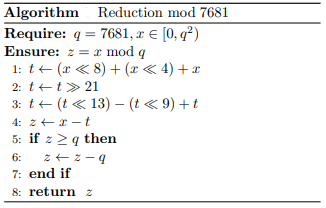 Algorithm Reduction mod 7681
Require: q = 7681, x ∈ [0, q²)
Ensure: z = x mod q
1: t ← (x ≪ 8) + (x ≪ 4) + x
2: t ← t ≫ 21
3: t ← (t ≪ 13) − (t ≪ 9) + t
4: z ← x − t
5: if z ≥ q then
6: z ← z − q
7: end if
8: return z